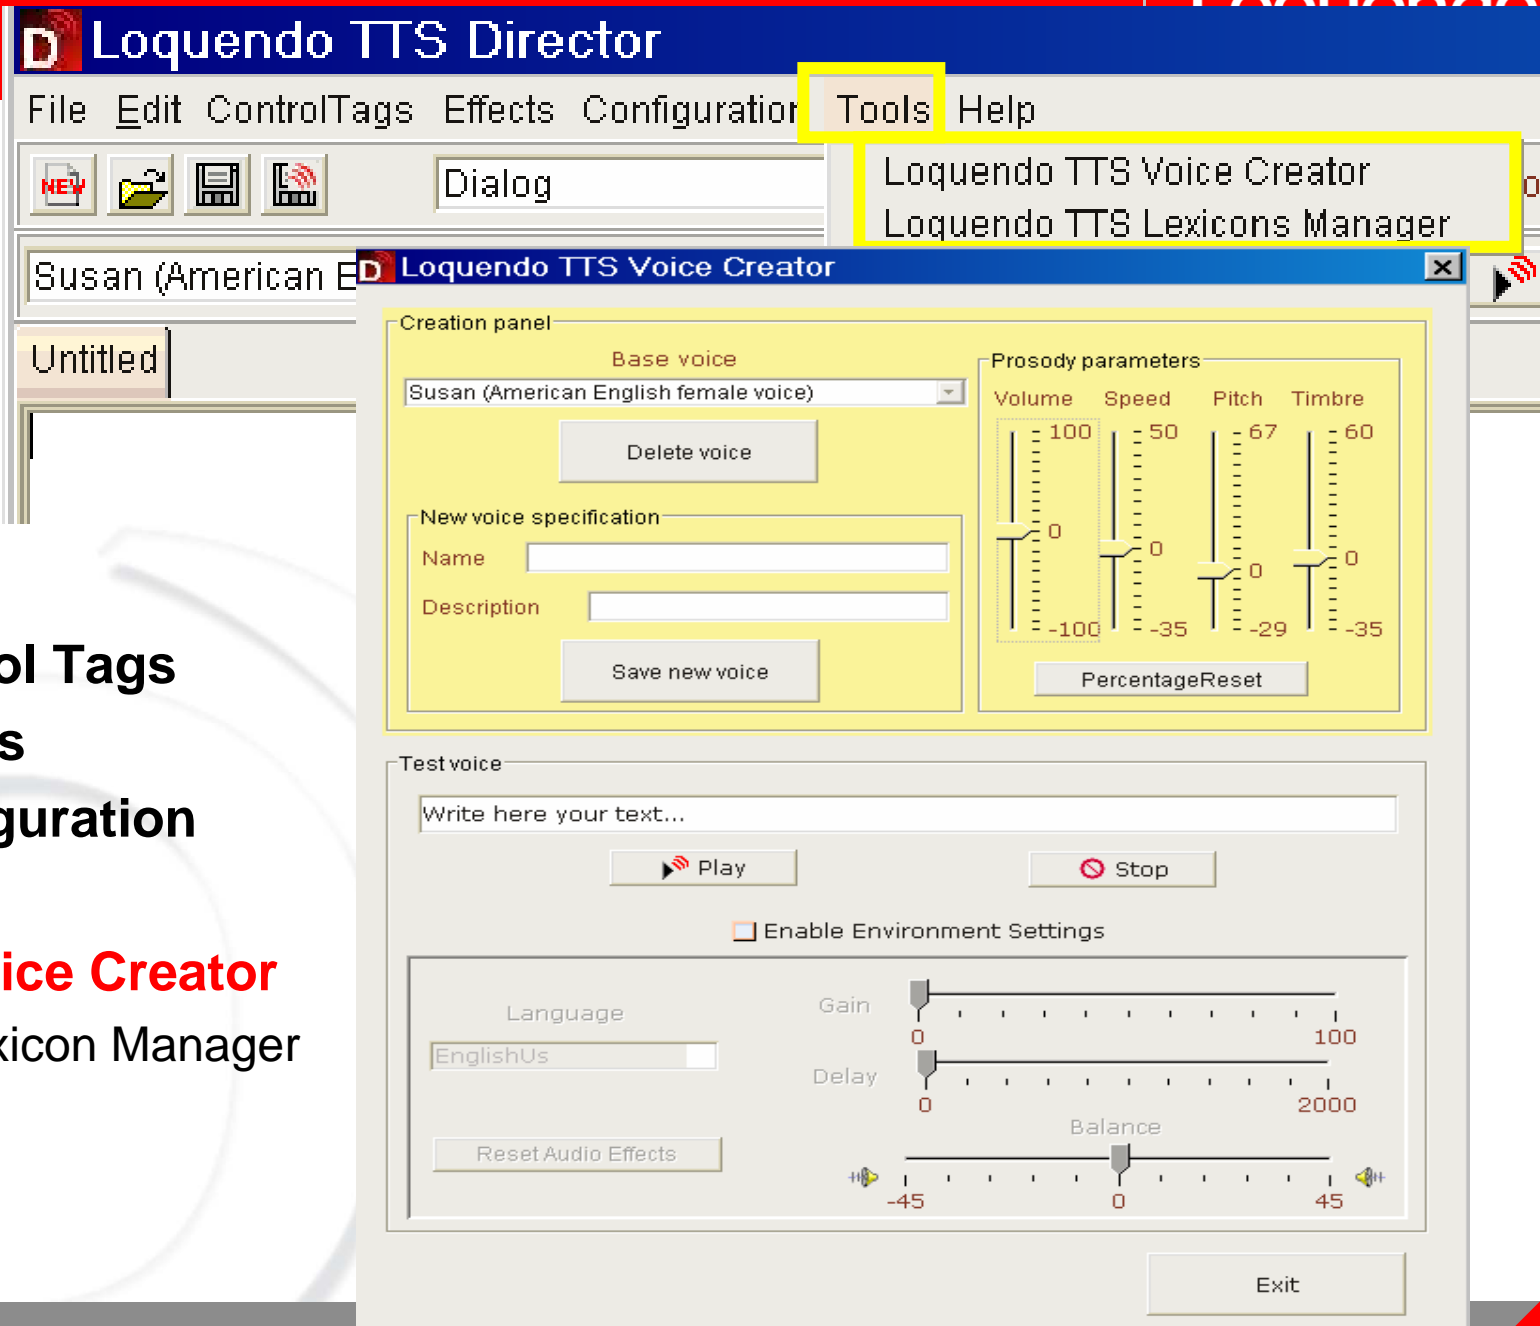 Loquendo
Loquendo TTS Director
File Edit ControlTags Effects Configuration Tools Help
NEW
Dialog
Loquendo TTS Voice Creator
Loquendo TTS Lexicons Manager
Susan (American E
Untitled
Loquendo TTS Voice Creator
Creation panel
Base voice
Susan (American English female voice)
Delete voice
New voice specification
Name
Description
Save new voice
Prosody parameters
Volume Speed Pitch Timbre
100 50 67 60
0 0 0 0
-100 -35 -29 -35
PercentageReset
Test voice
Write here your text...
Play Stop
Enable Environment Settings
Language
EnglishUs
Reset Audio Effects
Gain
0 100
Delay
0 2000
Balance
-45 0 45
Exit
ol Tags
s
guration
ice Creator
xicon Manager